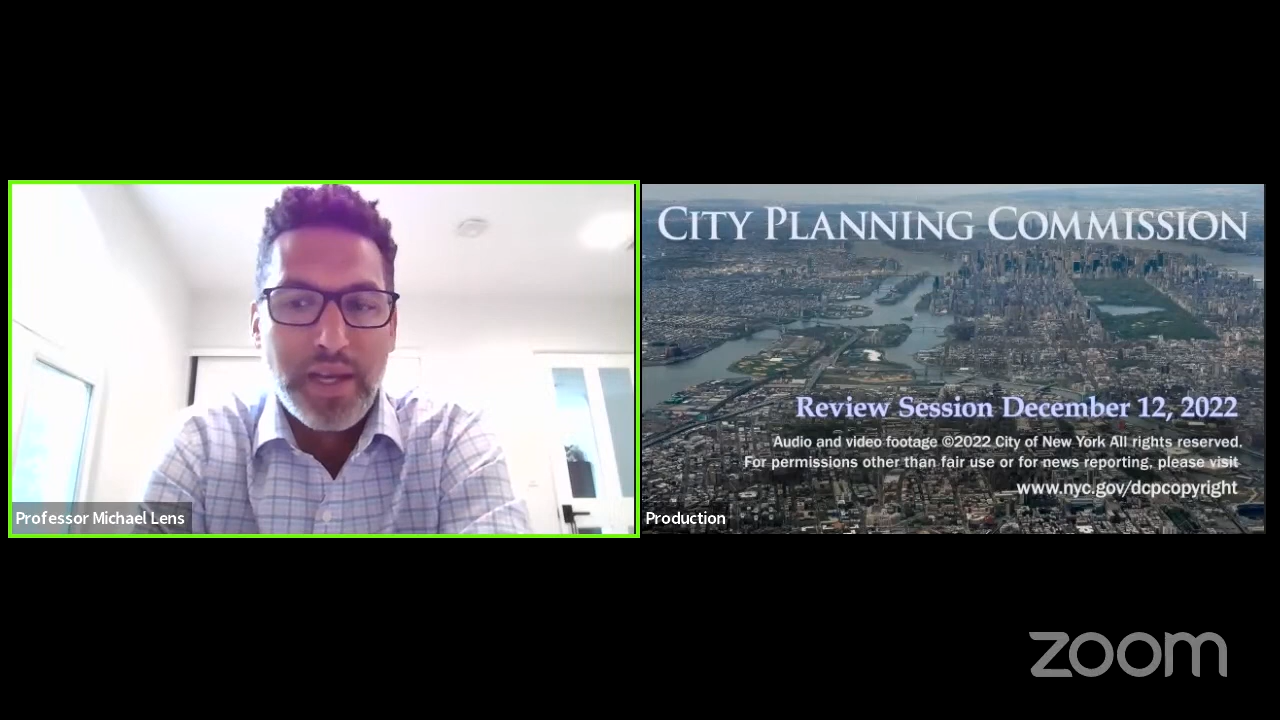 CITY PLANNING COMMISSION
Review Session December 12, 2022
Audio and video footage ©2022 City of New York All rights reserved.
For permissions other than fair use or for news reporting, please visit
www.nyc.gov/dcpcopyright
Professor Michael Lens
Production
zoom